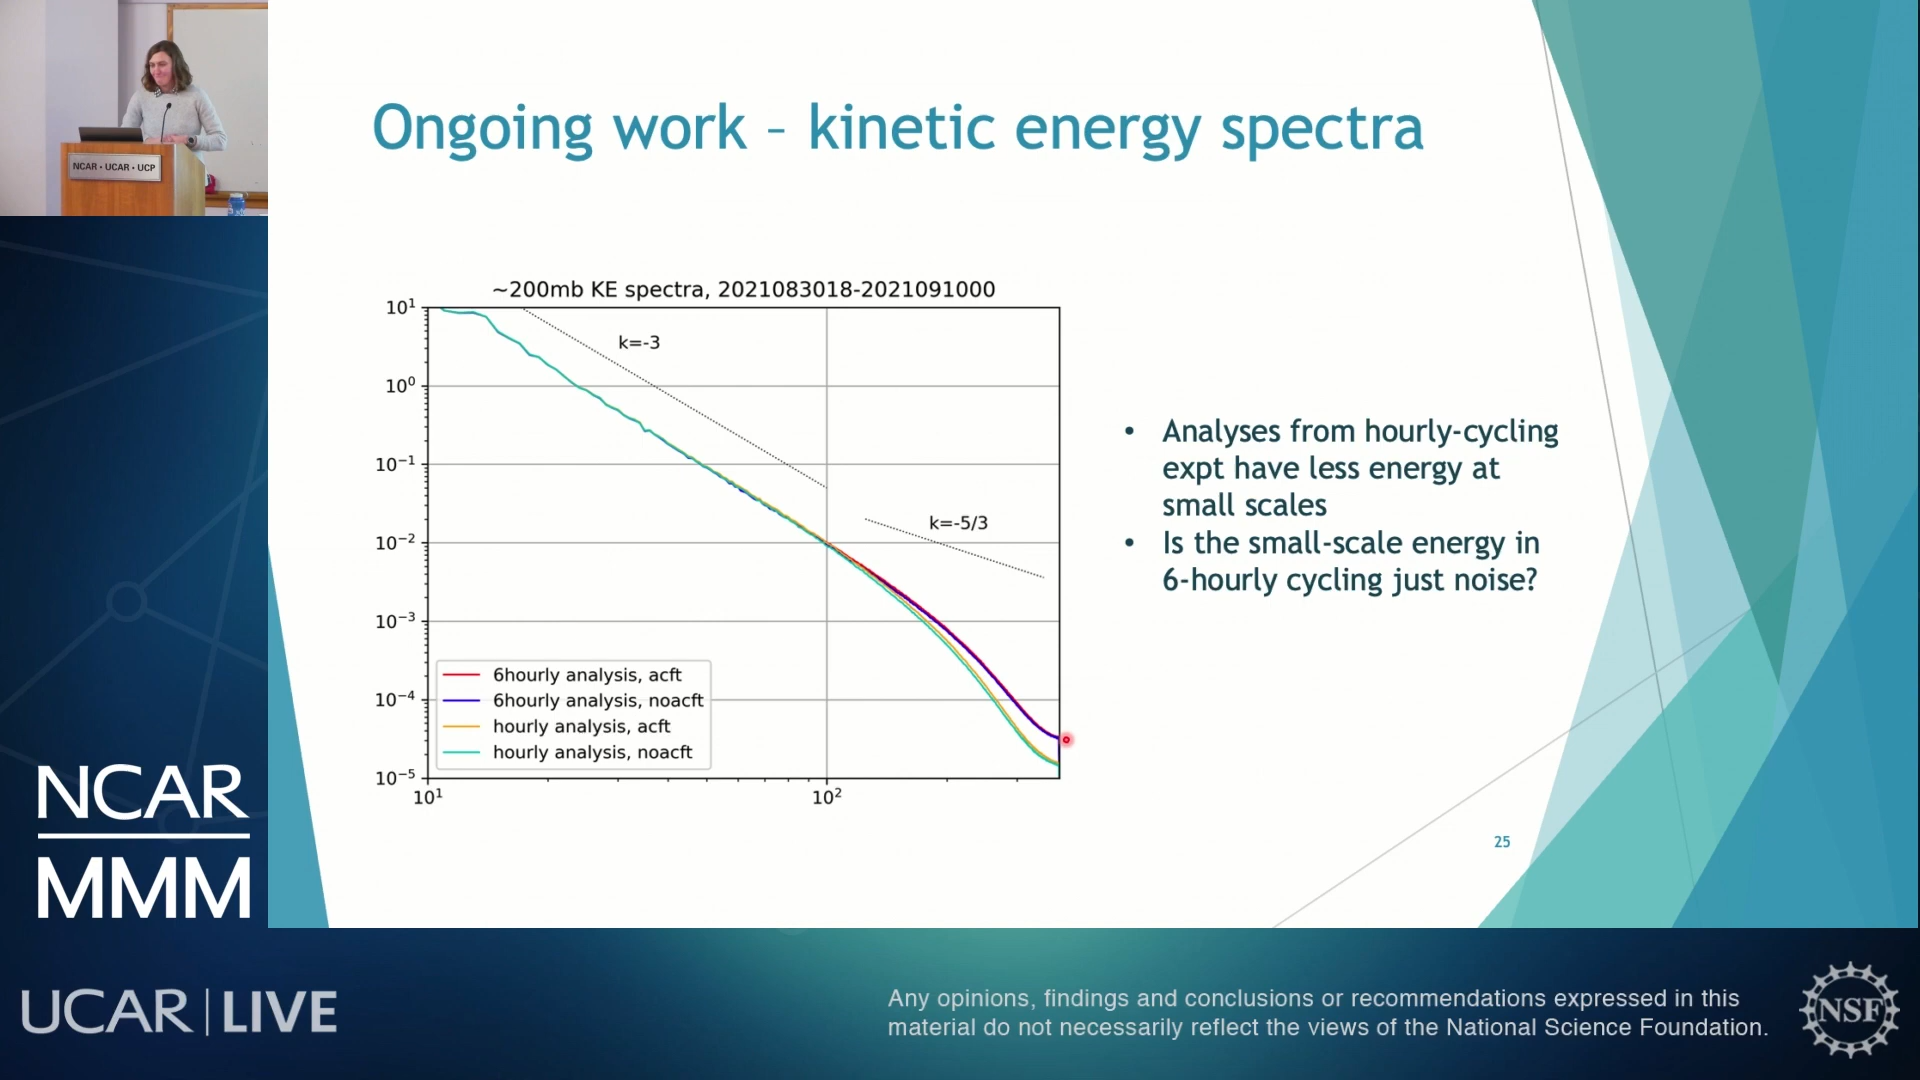 NCAR • UCAR • UCP
Ongoing work – kinetic energy spectra
~200mb KE spectra, 2021083018-2021091000
10¹
10⁰
10⁻¹
10⁻²
10⁻³
10⁻⁴
10⁻⁵
10¹
10²
k=-3
k=-5/3
6hourly analysis, acft
6hourly analysis, noacft
hourly analysis, acft
hourly analysis, noacft
• Analyses from hourly-cycling
expt have less energy at
small scales
• Is the small-scale energy in
6-hourly cycling just noise?
25
NCAR
MMM
UCAR | LIVE
Any opinions, findings and conclusions or recommendations expressed in this
material do not necessarily reflect the views of the National Science Foundation.
NSF